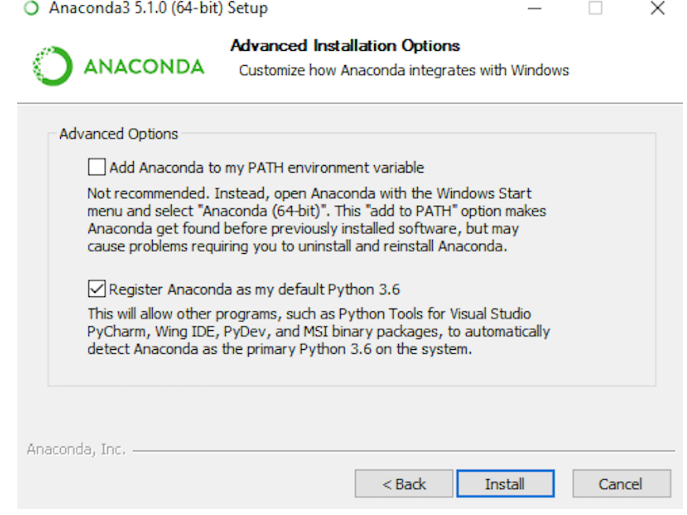 Anaconda3 5.1.0 (64-bit) Setup
ANACONDA
Advanced Installation Options
Customize how Anaconda integrates with Windows
Advanced Options
Add Anaconda to my PATH environment variable
Not recommended. Instead, open Anaconda with the Windows Start
menu and select "Anaconda (64-bit)". This "add to PATH" option makes
Anaconda get found before previously installed software, but may
cause problems requiring you to uninstall and reinstall Anaconda.
Register Anaconda as my default Python 3.6
This will allow other programs, such as Python Tools for Visual Studio
PyCharm, Wing IDE, PyDev, and MSI binary packages, to automatically
detect Anaconda as the primary Python 3.6 on the system.
Anaconda, Inc.
< Back
Install
Cancel